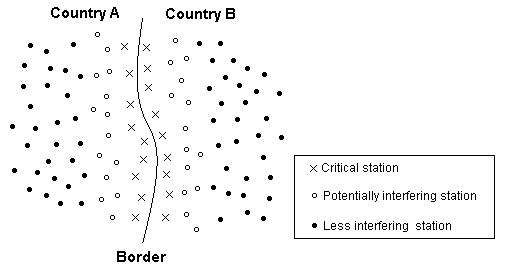 Country A Country B
Critical station
Potentially interfering station
Less interfering station
Border